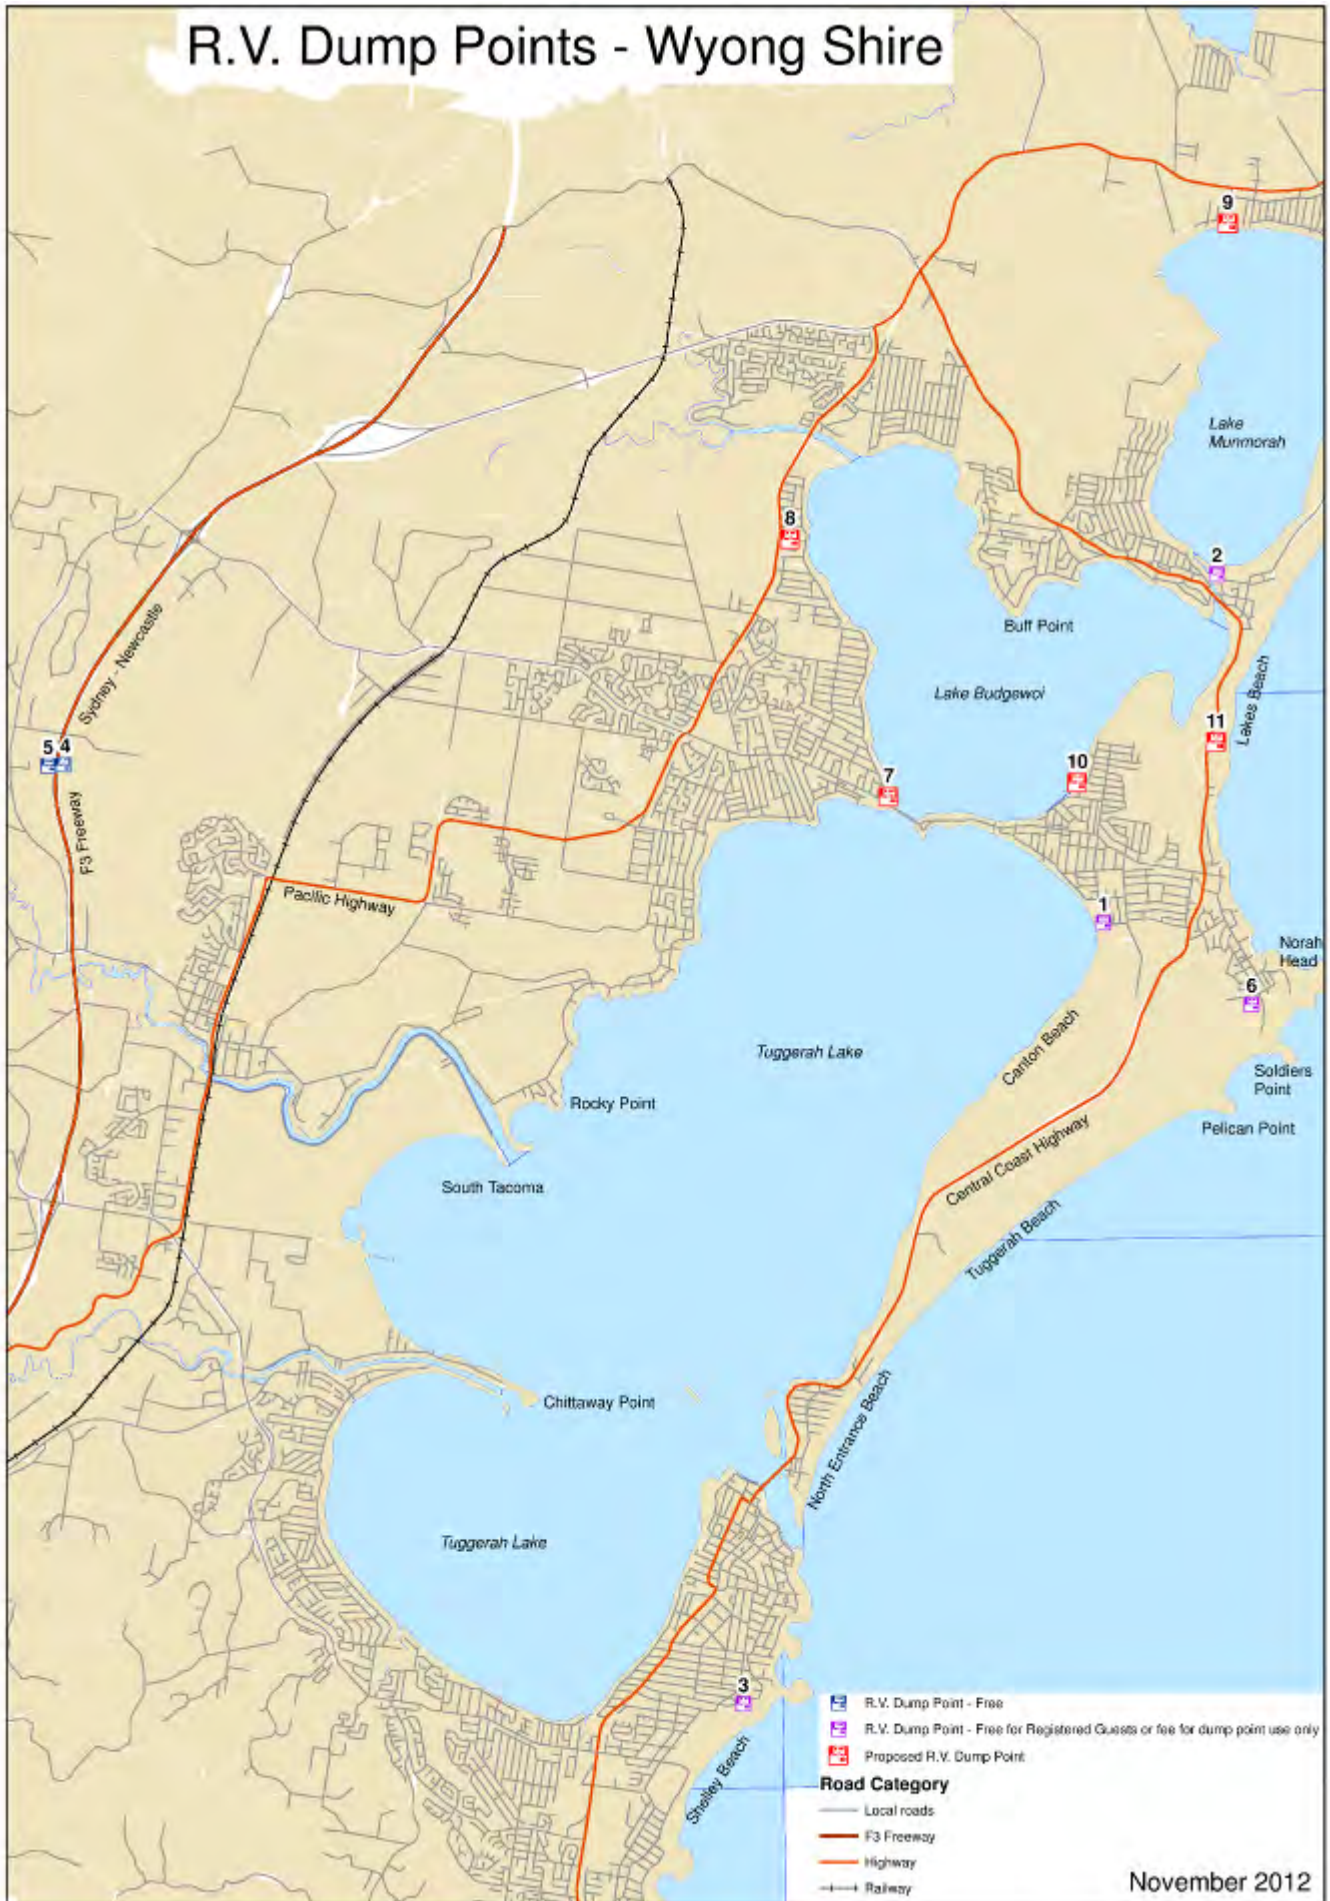 R.V. Dump Points - Wyong Shire
9
Lake
Munmorah
8
2
Buff Point
Sydney - Newcastle
Lake Budgewoi
Lakes Beach
5 4
11
10
7
F3 Freeway
Pacific Highway
1
Norah
Head
6
Tuggerah Lake
Canton Beach
Soldiers
Point
Rocky Point
Pelican Point
Central Coast Highway
South Tacoma
Tuggerah Beach
Chittaway Point
North Entrance Beach
Tuggerah Lake
3
Shelley Beach
R.V. Dump Point - Free
R.V. Dump Point - Free for Registered Guests or fee for dump point use only
Proposed R.V. Dump Point
Road Category
Local roads
F3 Freeway
Highway
Railway
November 2012